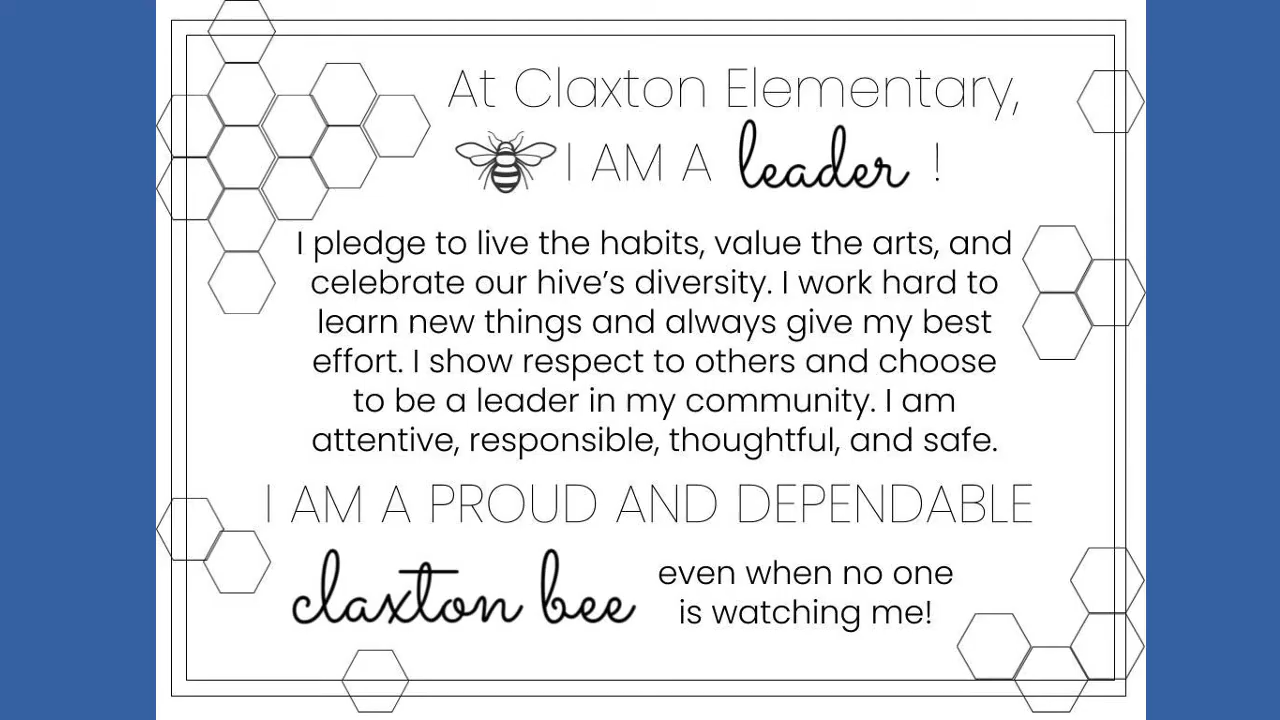 At Claxton Elementary,
I AM A leader !
I pledge to live the habits, value the arts, and
celebrate our hive’s diversity. I work hard to
learn new things and always give my best
effort. I show respect to others and choose
to be a leader in my community. I am
attentive, responsible, thoughtful, and safe.
I AM A PROUD AND DEPENDABLE
claxton bee
even when no one
is watching me!